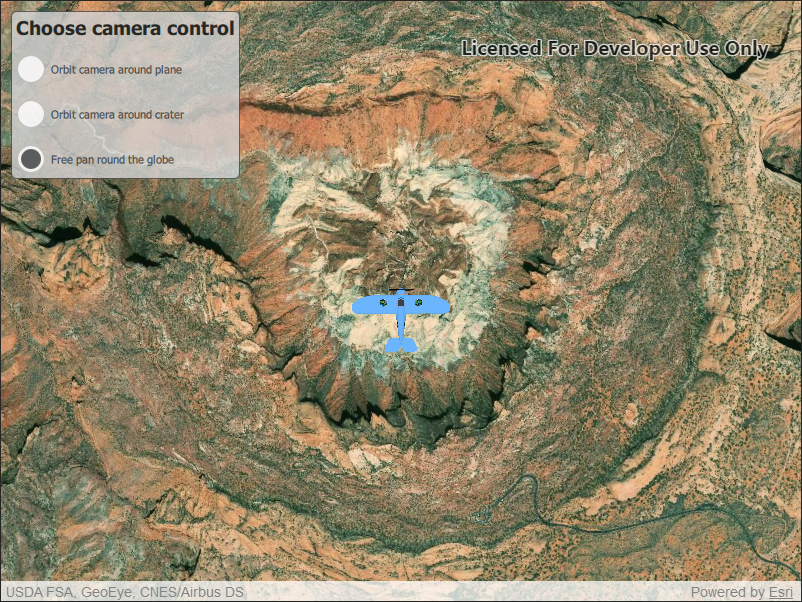 Choose camera control
Licensed For Developer Use Only
Orbit camera around plane
Orbit camera around crater
Free pan round the globe
USDA FSA, GeoEye, CNES/Airbus DS
Powered by Esri